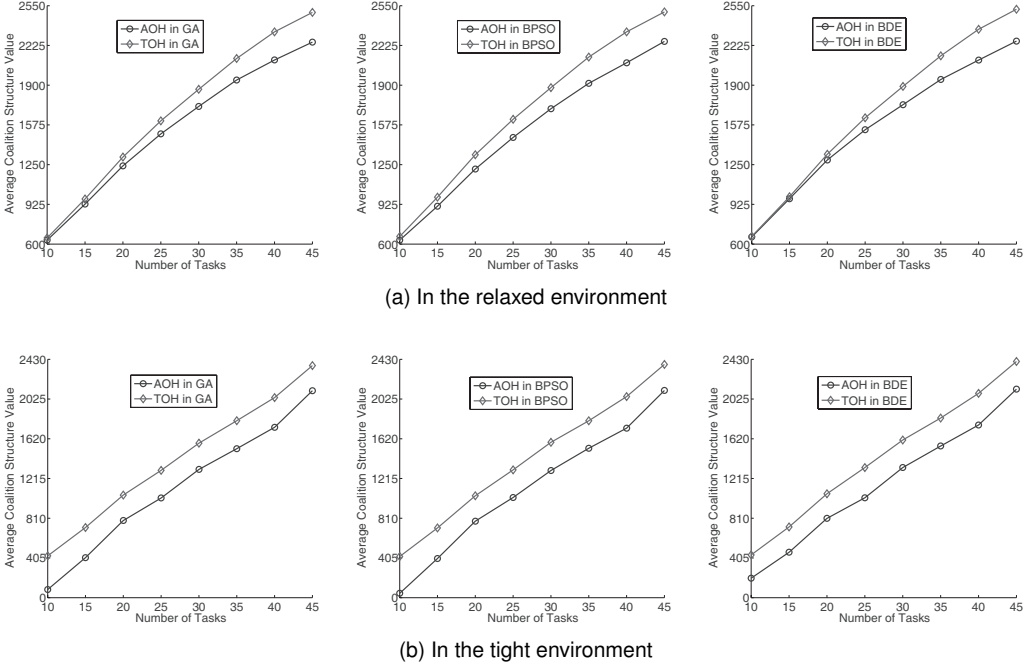 2550
2225
1900
1575
1250
925
600
Average Coalition Structure Value
AOH in GA
TOH in GA
10 15 20 25 30 35 40 45
Number of Tasks
2550
2225
1900
1575
1250
925
600
Average Coalition Structure Value
AOH in BPSO
TOH in BPSO
10 15 20 25 30 35 40 45
Number of Tasks
2550
2225
1900
1575
1250
925
600
Average Coalition Structure Value
AOH in BDE
TOH in BDE
10 15 20 25 30 35 40 45
Number of Tasks
(a) In the relaxed environment
2430
2025
1620
1215
810
405
0
Average Coalition Structure Value
AOH in GA
TOH in GA
10 15 20 25 30 35 40 45
Number of Tasks
2430
2025
1620
1215
810
405
0
Average Coalition Structure Value
AOH in BPSO
TOH in BPSO
10 15 20 25 30 35 40 45
Number of Tasks
2430
2025
1620
1215
810
405
0
Average Coalition Structure Value
AOH in BDE
TOH in BDE
10 15 20 25 30 35 40 45
Number of Tasks
(b) In the tight environment